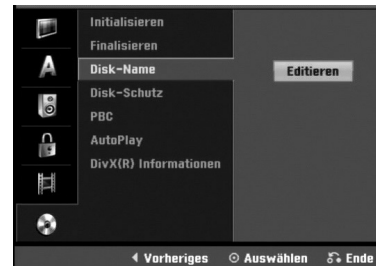 Initialisieren
Finalisieren
A
Disk-Name
Editieren
Disk-Schutz
PBC
AutoPlay
DivX(R) Informationen
Vorheriges Auswählen Ende